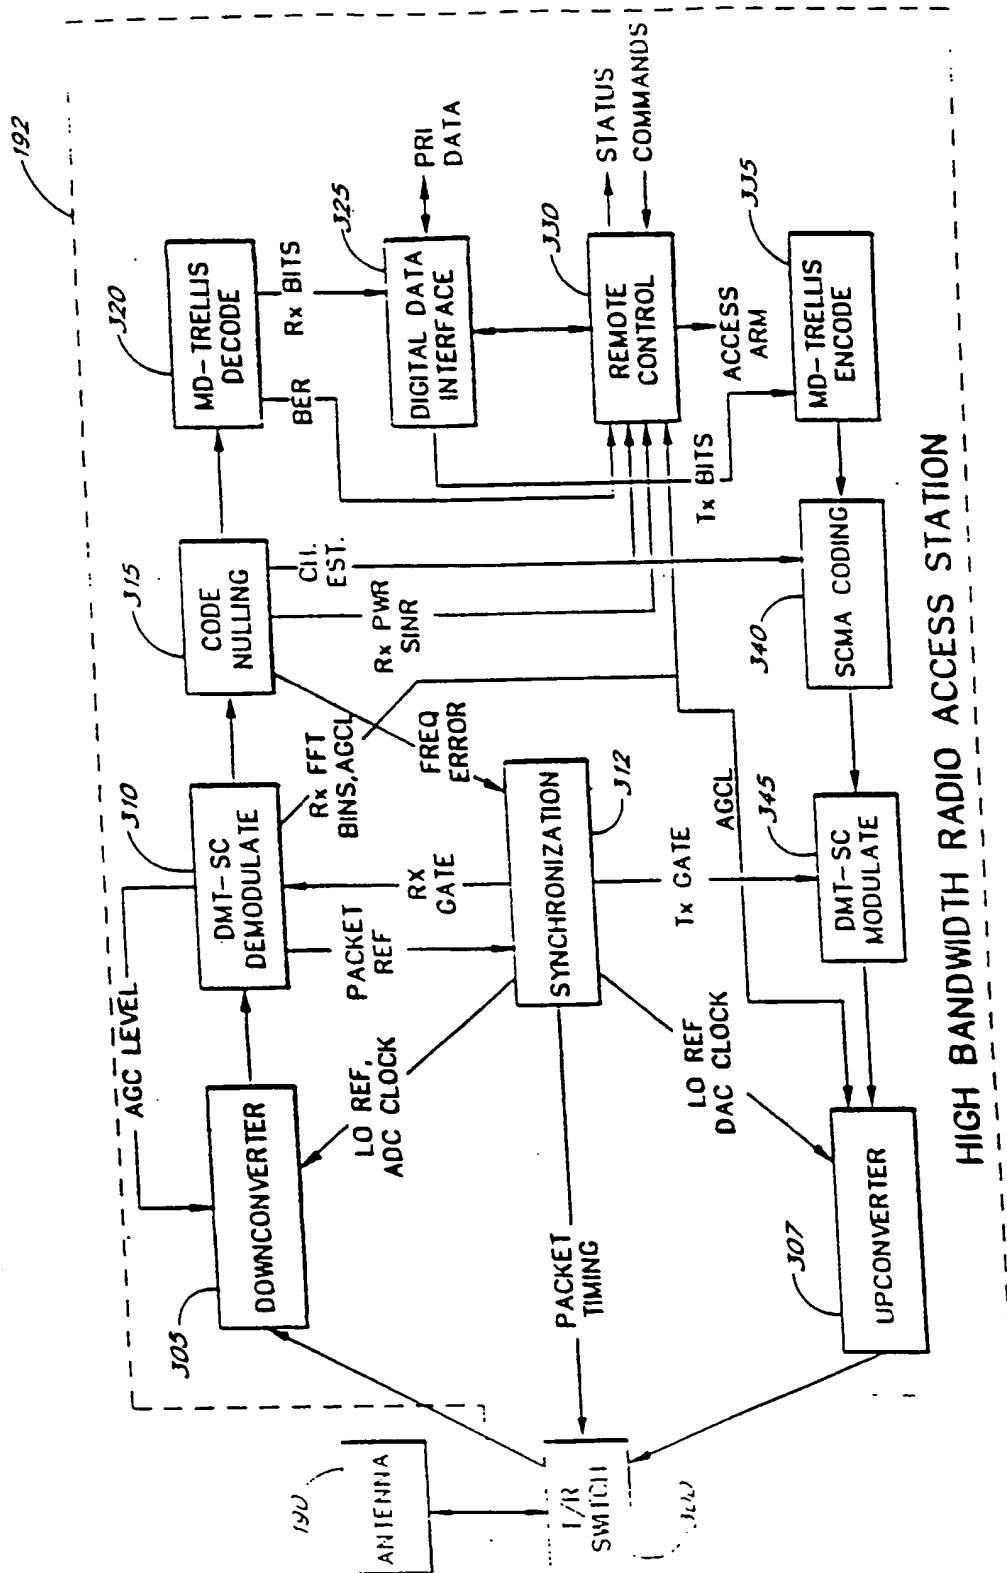 192
AGC LEVEL
305
DOWNCONVERTER
310
DMT-SC
DEMODULATE
315
CODE
NULLING
320
MD-TRELLIS
DECODE
BER
Rx BITS
325
DIGITAL DATA
INTERFACE
PRI
DATA
PACKET
REF
RX
GATE
Rx FFT
BINS,AGCL
FREQ
ERROR
Rx PWR
SINR
CH.
EST.
LO REF,
ADC CLOCK
190
ANTENNA
T/R
SWITCH
300
PACKET
TIMING
SYNCHRONIZATION
312
330
REMOTE
CONTROL
STATUS
COMMANDS
ACCESS
ARM
LO REF
DAC CLOCK
Tx GATE
AGCL
Tx BITS
307
UPCONVERTER
345
DMT-SC
MODULATE
340
SCMA CODING
335
MD-TRELLIS
ENCODE
HIGH BANDWIDTH RADIO ACCESS STATION